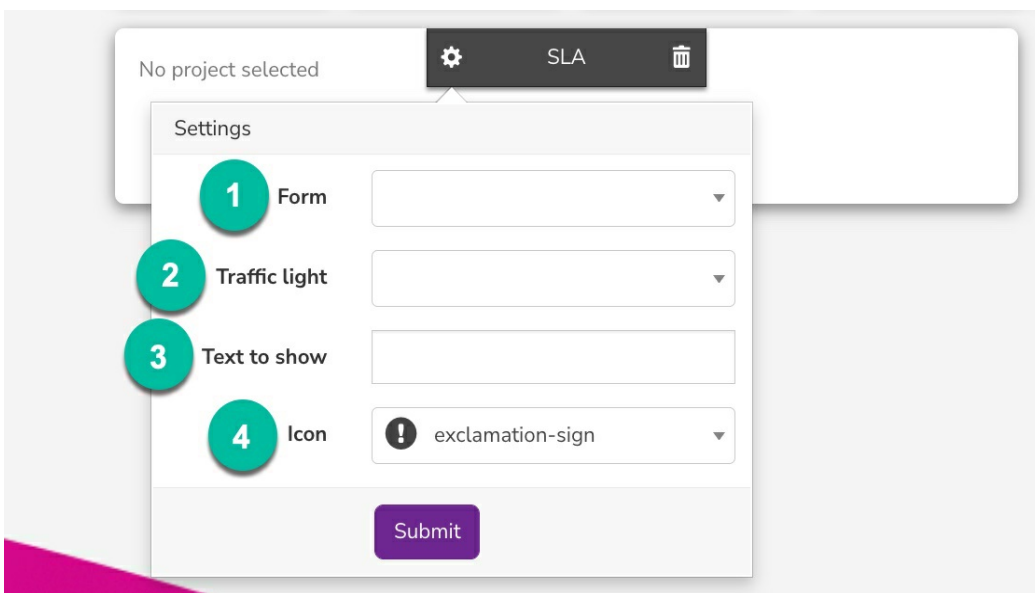 No project selected
SLA
Settings
1 Form
2 Traffic light
3 Text to show
4 Icon
exclamation-sign
Submit